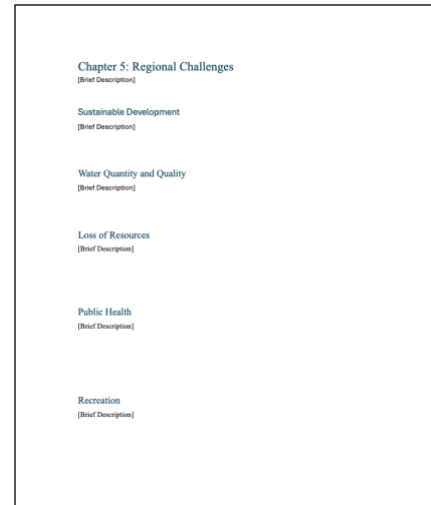 Chapter 5: Regional Challenges
[Brief Description]
Sustainable Development
[Brief Description]
Water Quantity and Quality
[Brief Description]
Loss of Resources
[Brief Description]
Public Health
[Brief Description]
Recreation
[Brief Description]